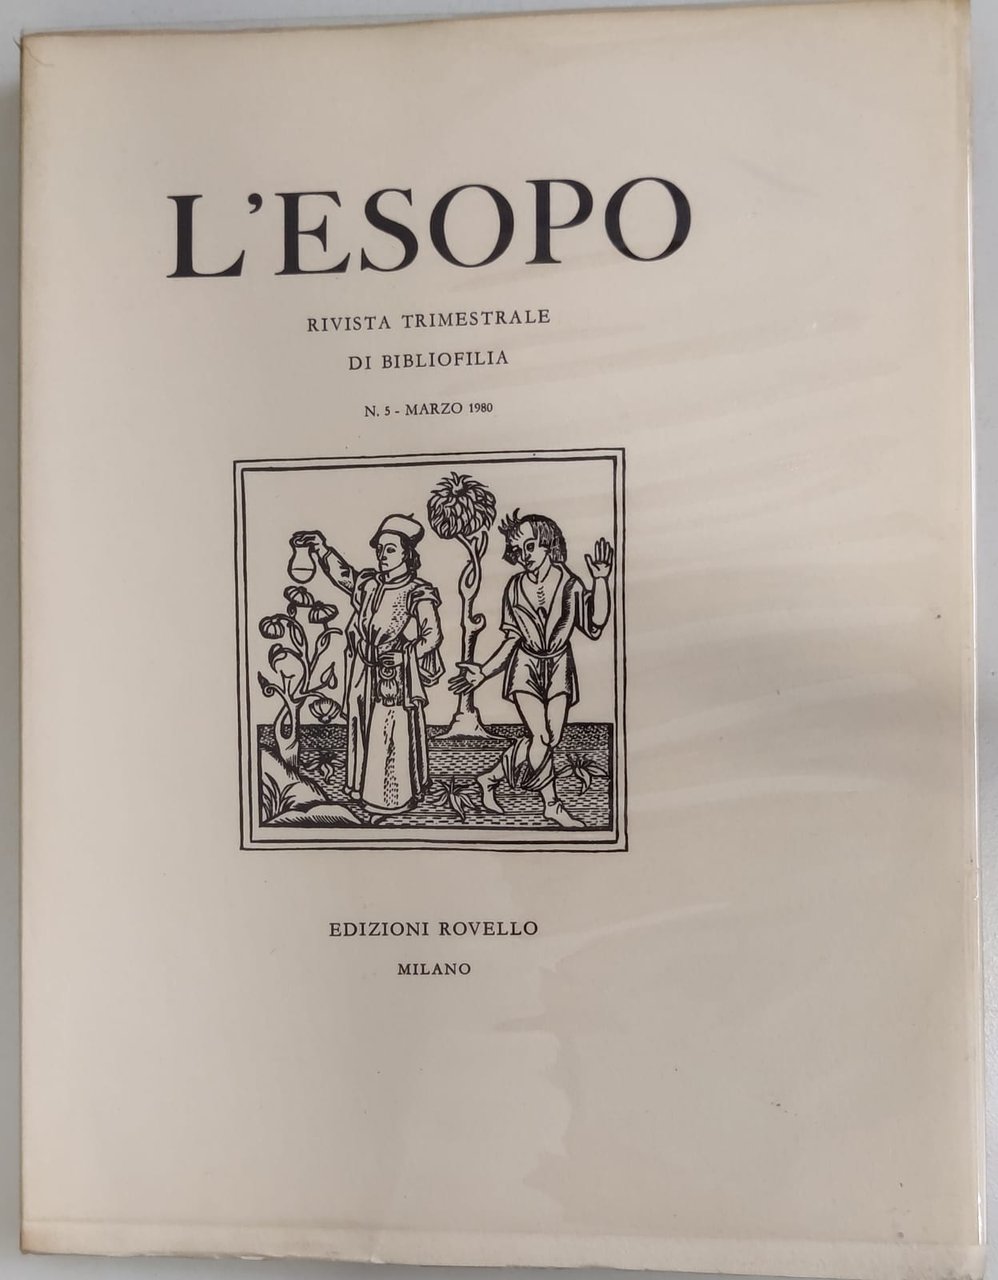 L'ESOPO
RIVISTA TRIMESTRALE
DI BIBLIOFILIA
N. 5 - MARZO 1980
EDIZIONI ROVELLO
MILANO